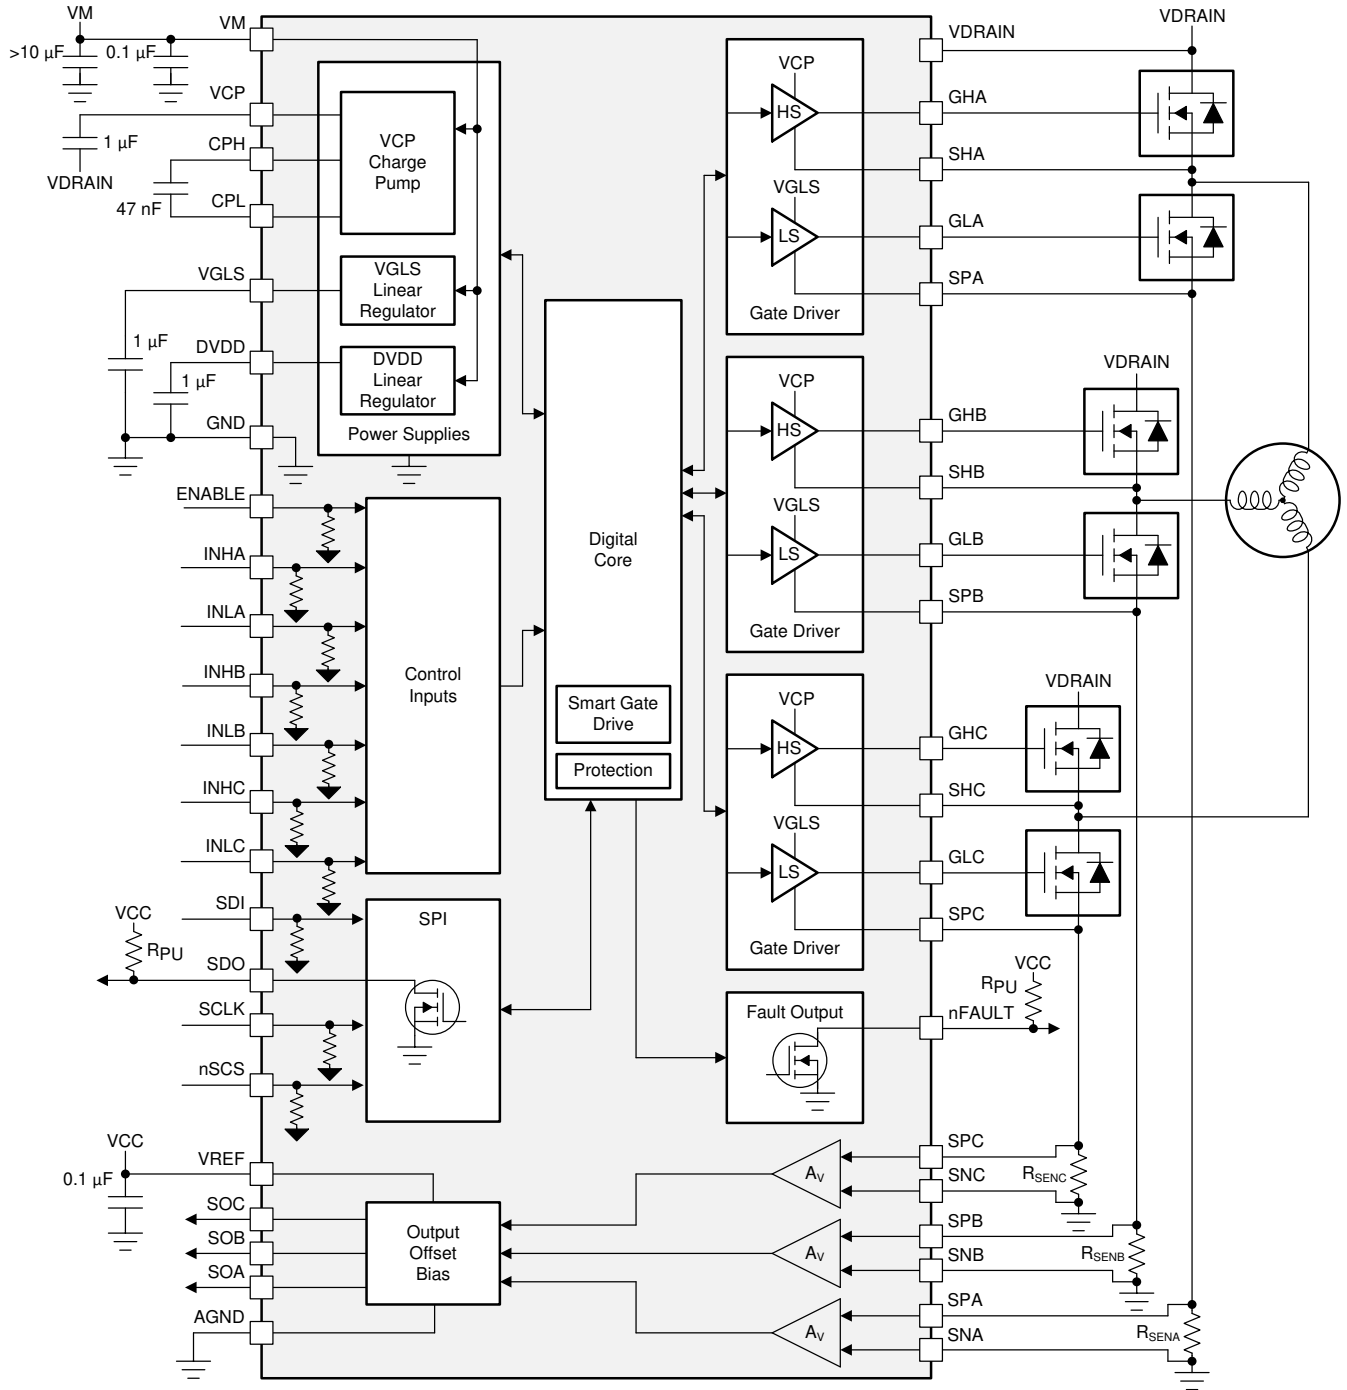 VM
>10 µF
0.1 µF
VM
VCP
1 µF
VDRAIN
CPH
47 nF
CPL
VGLS
1 µF
DVDD
1 µF
GND
VCP
Charge
Pump
VGLS
Linear
Regulator
DVDD
Linear
Regulator
Power Supplies
ENABLE
INHA
INLA
INHB
INLB
INHC
INLC
Control
Inputs
SDI
VCC
RPU
SDO
SCLK
nSCS
SPI
VCC
0.1 µF
VREF
SOC
SOB
SOA
AGND
Output
Offset
Bias
Digital
Core
Smart Gate
Drive
Protection
VCP
HS
VGLS
LS
Gate Driver
VCP
HS
VGLS
LS
Gate Driver
VCP
HS
VGLS
LS
Gate Driver
Fault Output
AV
AV
AV
VDRAIN
VDRAIN
GHA
SHA
GLA
SPA
VDRAIN
GHB
SHB
GLB
SPB
VDRAIN
GHC
SHC
GLC
SPC
VCC
RPU
nFAULT
SPC
SNC
RSENC
SPB
SNB
RSENB
SPA
SNA
RSENA